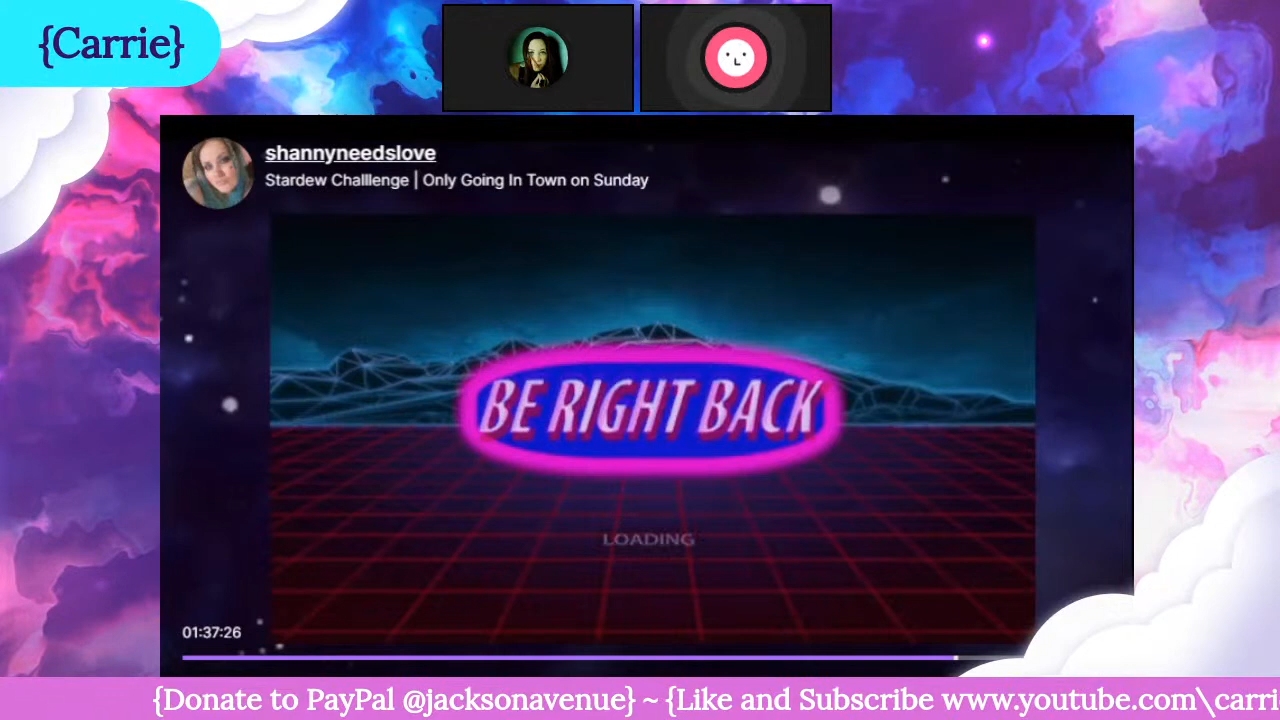 {Carrie}
shannyneedslove
Stardew Challlenge | Only Going In Town on Sunday
BE RIGHT BACK
LOADING
01:37:26
{Donate to PayPal @jacksonavenue} ~ {Like and Subscribe www.youtube.com\carri